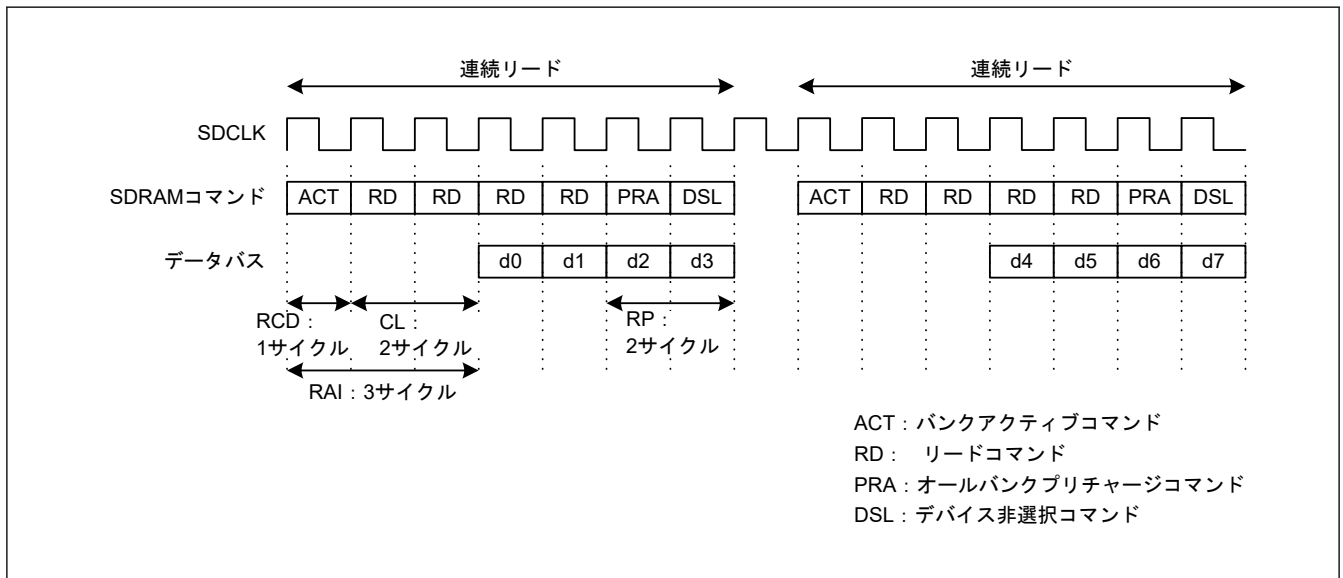 連続リード 連続リード
SDCLK
SDRAMコマンド ACT RD RD RD RD PRA DSL ACT RD RD RD RD PRA DSL
データバス d0 d1 d2 d3 d4 d5 d6 d7
RCD： CL： RP：
1サイクル 2サイクル 2サイクル
RAI：3サイクル
ACT：バンクアクティブコマンド
RD： リードコマンド
PRA：オールバンクプリチャージコマンド
DSL：デバイス非選択コマンド